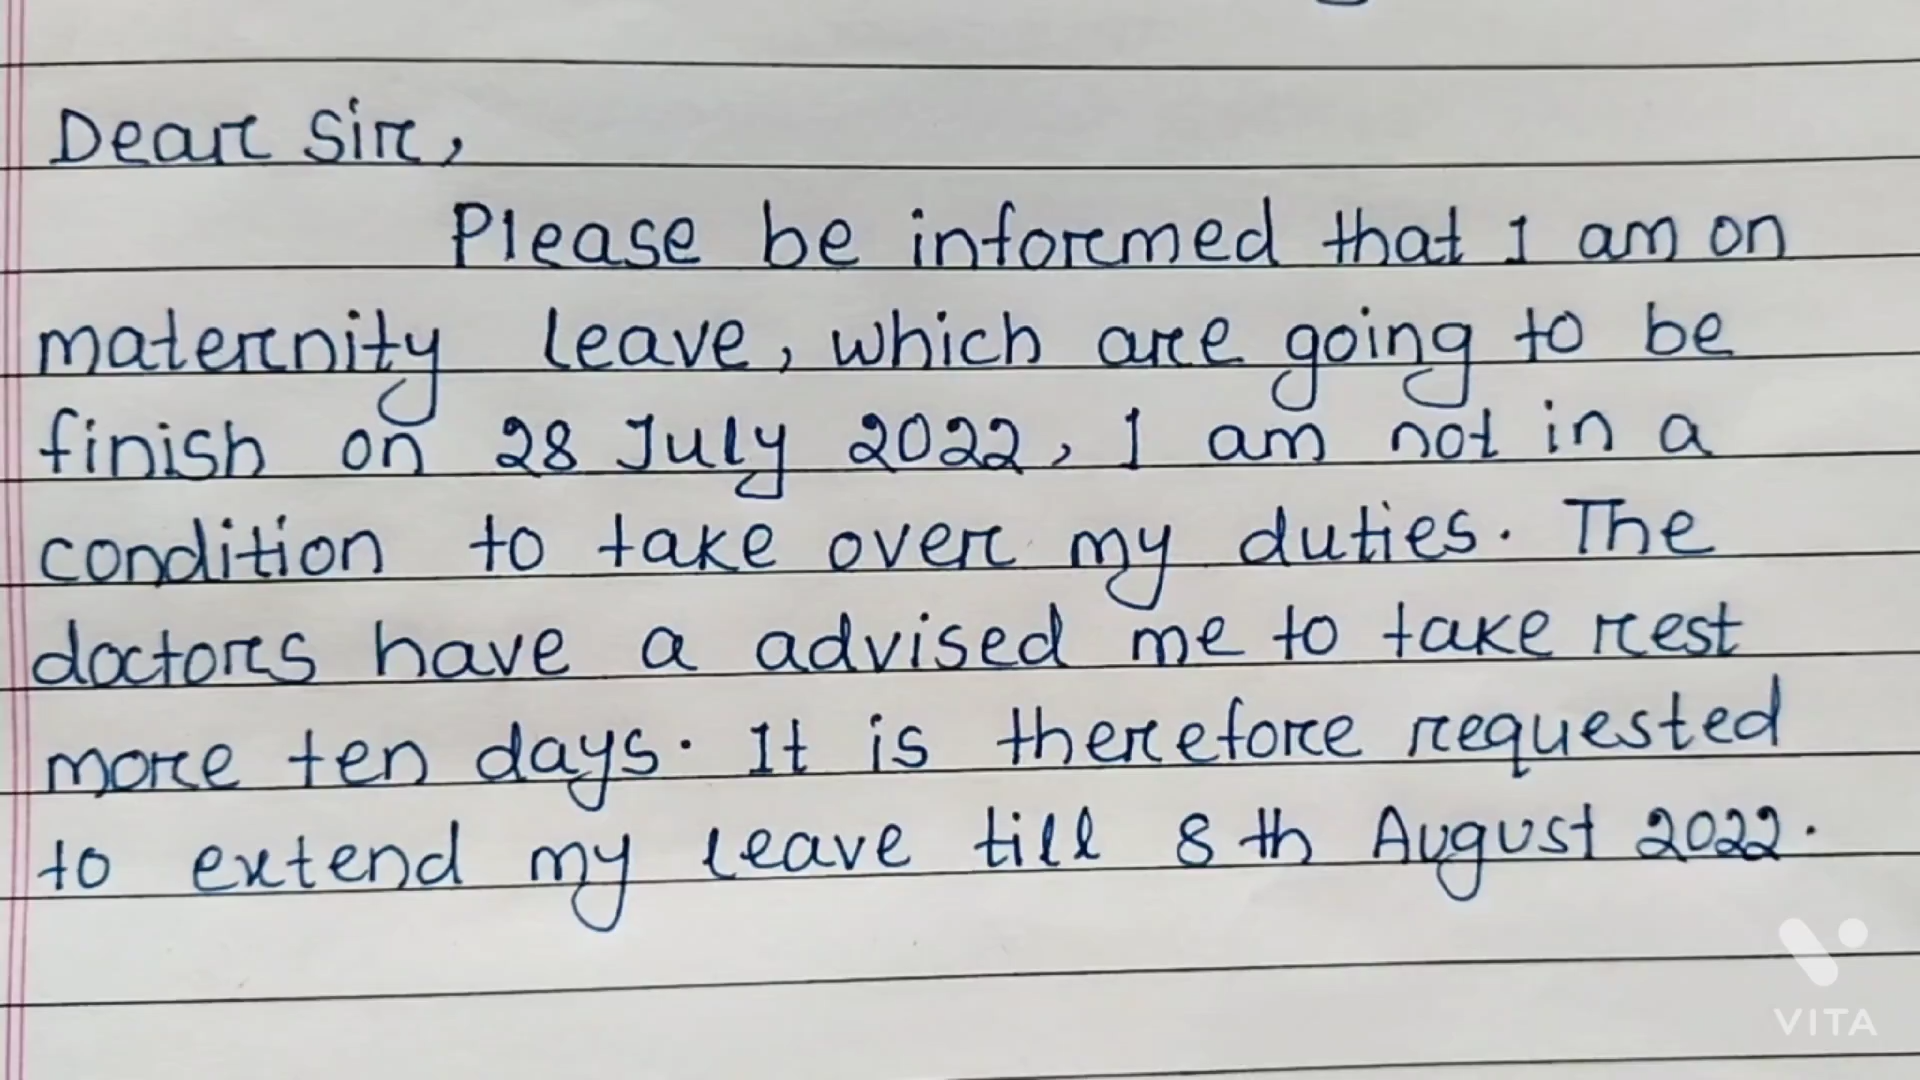 Dear Sir,
Please be informed that I am on
maternity leave, which are going to be
finish on 28 July 2022, I am not in a
condition to take over my duties. The
doctors have a advised me to take rest
more ten days. It is therefore requested
to extend my leave till 8 th August 2022.
VITA